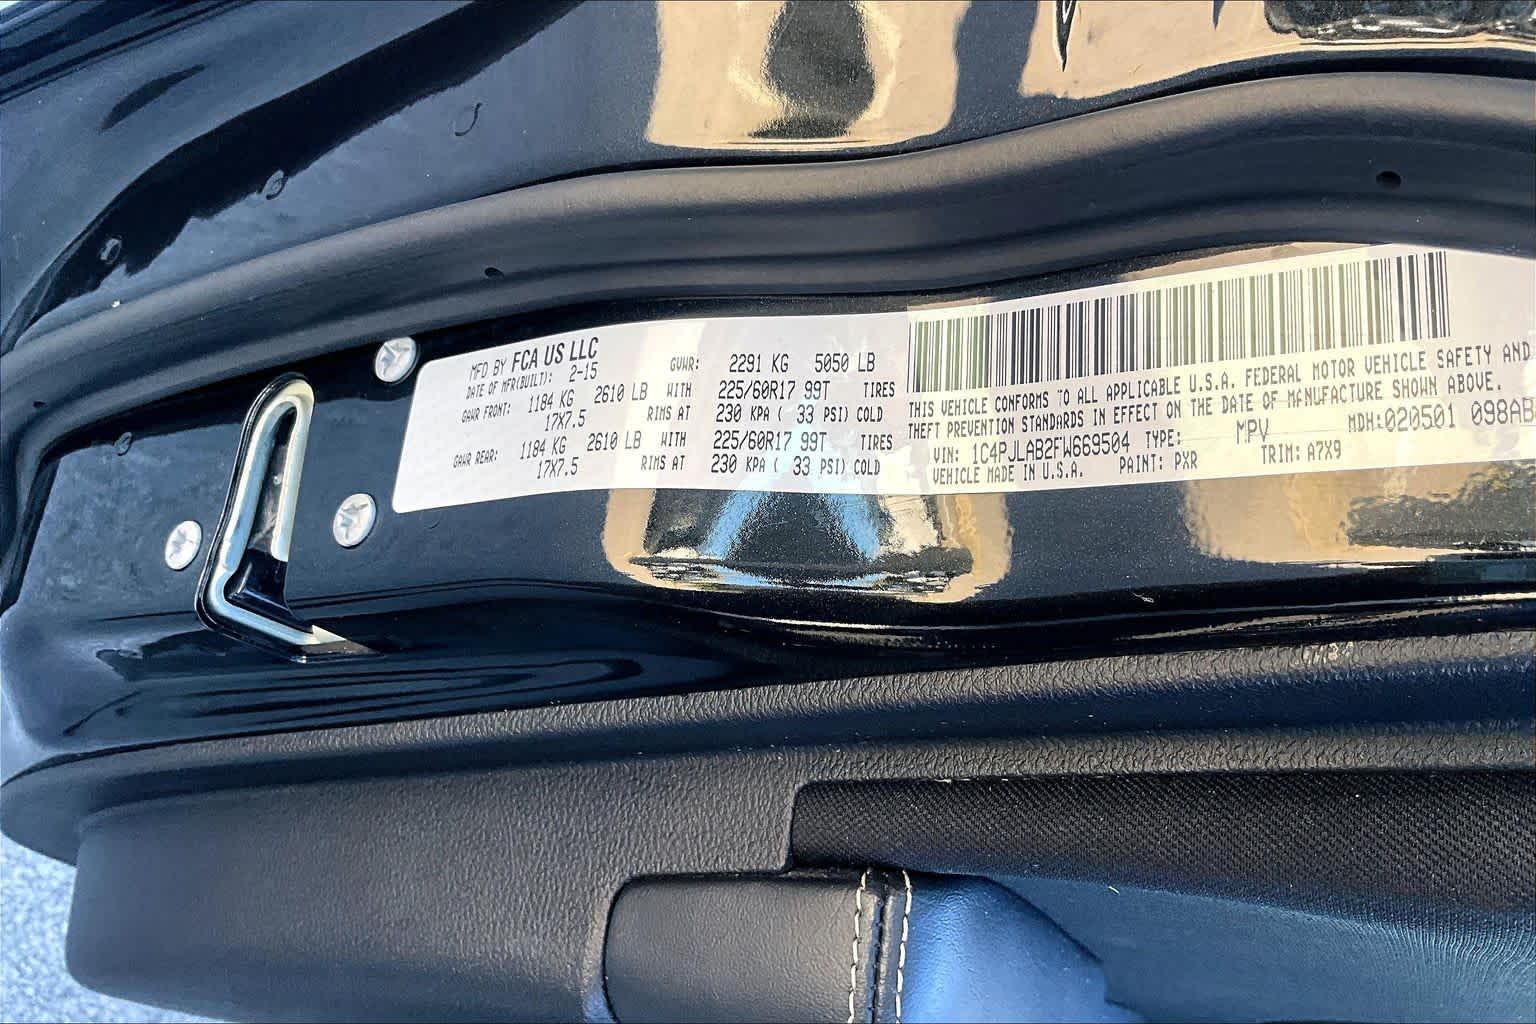 MFD BY FCA US LLC GVWR: 2291 KG 5050 LB
DATE OF MFR(BUILT): 2-15
GAWR FRONT: 1184 KG 2610 LB WITH 225/60R17 99T TIRES
17X7.5 RIMS AT 230 KPA ( 33 PSI) COLD
GAWR REAR: 1184 KG 2610 LB WITH 225/60R17 99T TIRES
17X7.5 RIMS AT 230 KPA ( 33 PSI) COLD
THIS VEHICLE CONFORMS TO ALL APPLICABLE U.S.A. FEDERAL MOTOR VEHICLE SAFETY AND
THEFT PREVENTION STANDARDS IN EFFECT ON THE DATE OF MANUFACTURE SHOWN ABOVE.
VIN: 1C4PJLAB2FW669504 TYPE: MPV MDH:020501 098AB
VEHICLE MADE IN U.S.A. PAINT: PXR TRIM: A7X9